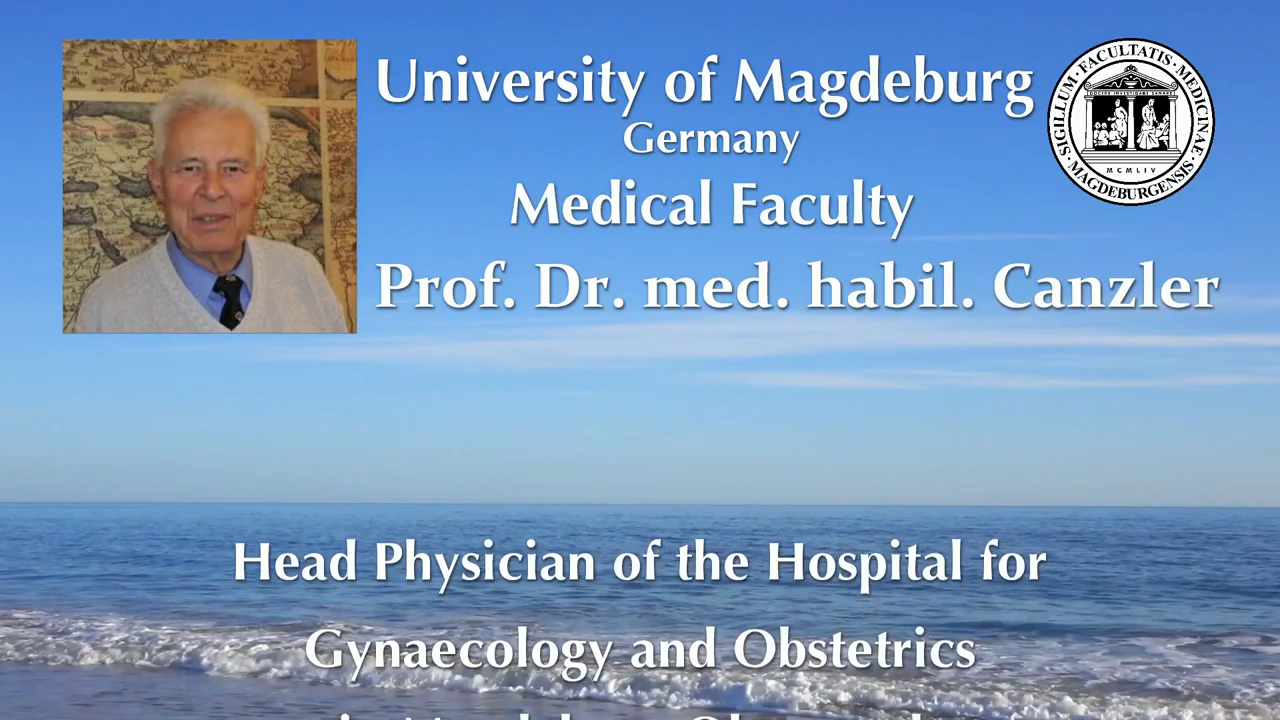 University of Magdeburg
Germany
Medical Faculty
Prof. Dr. med. habil. Canzler
SIGILLUM · FACULTATIS · MEDICINAE · MAGDEBURGENSIS ·
MCMLIV
Head Physician of the Hospital for
Gynaecology and Obstetrics